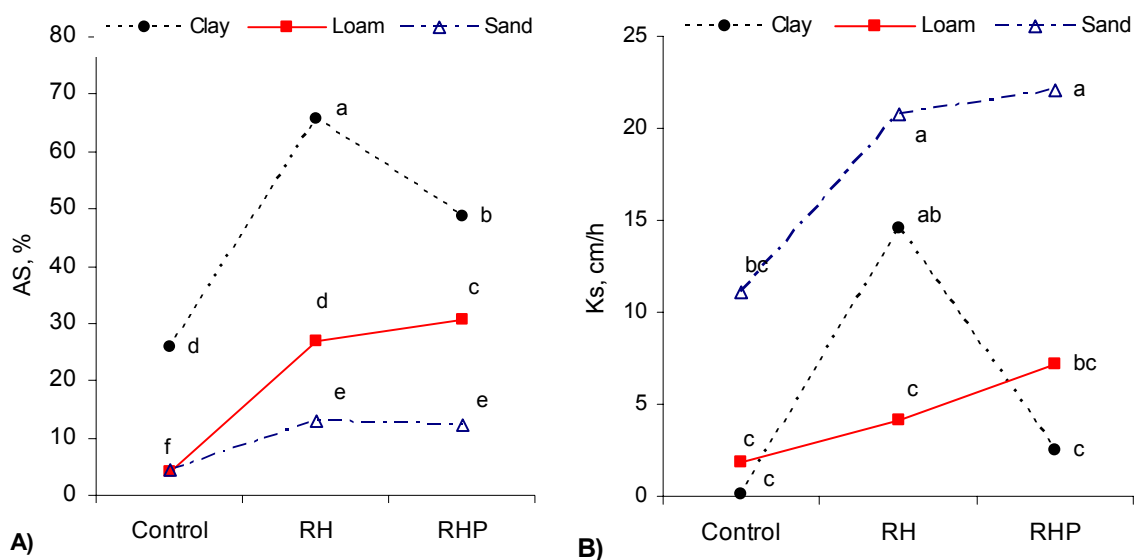 Clay Loam Sand
80
70
60
50
40
30
20
10
0
AS, %
a
b
c
d
d
e
e
f
Control RH RHP
A)
Clay Loam Sand
25
20
15
10
5
0
Ks, cm/h
a
a
ab
bc
bc
c
c
c
c
Control RH RHP
B)